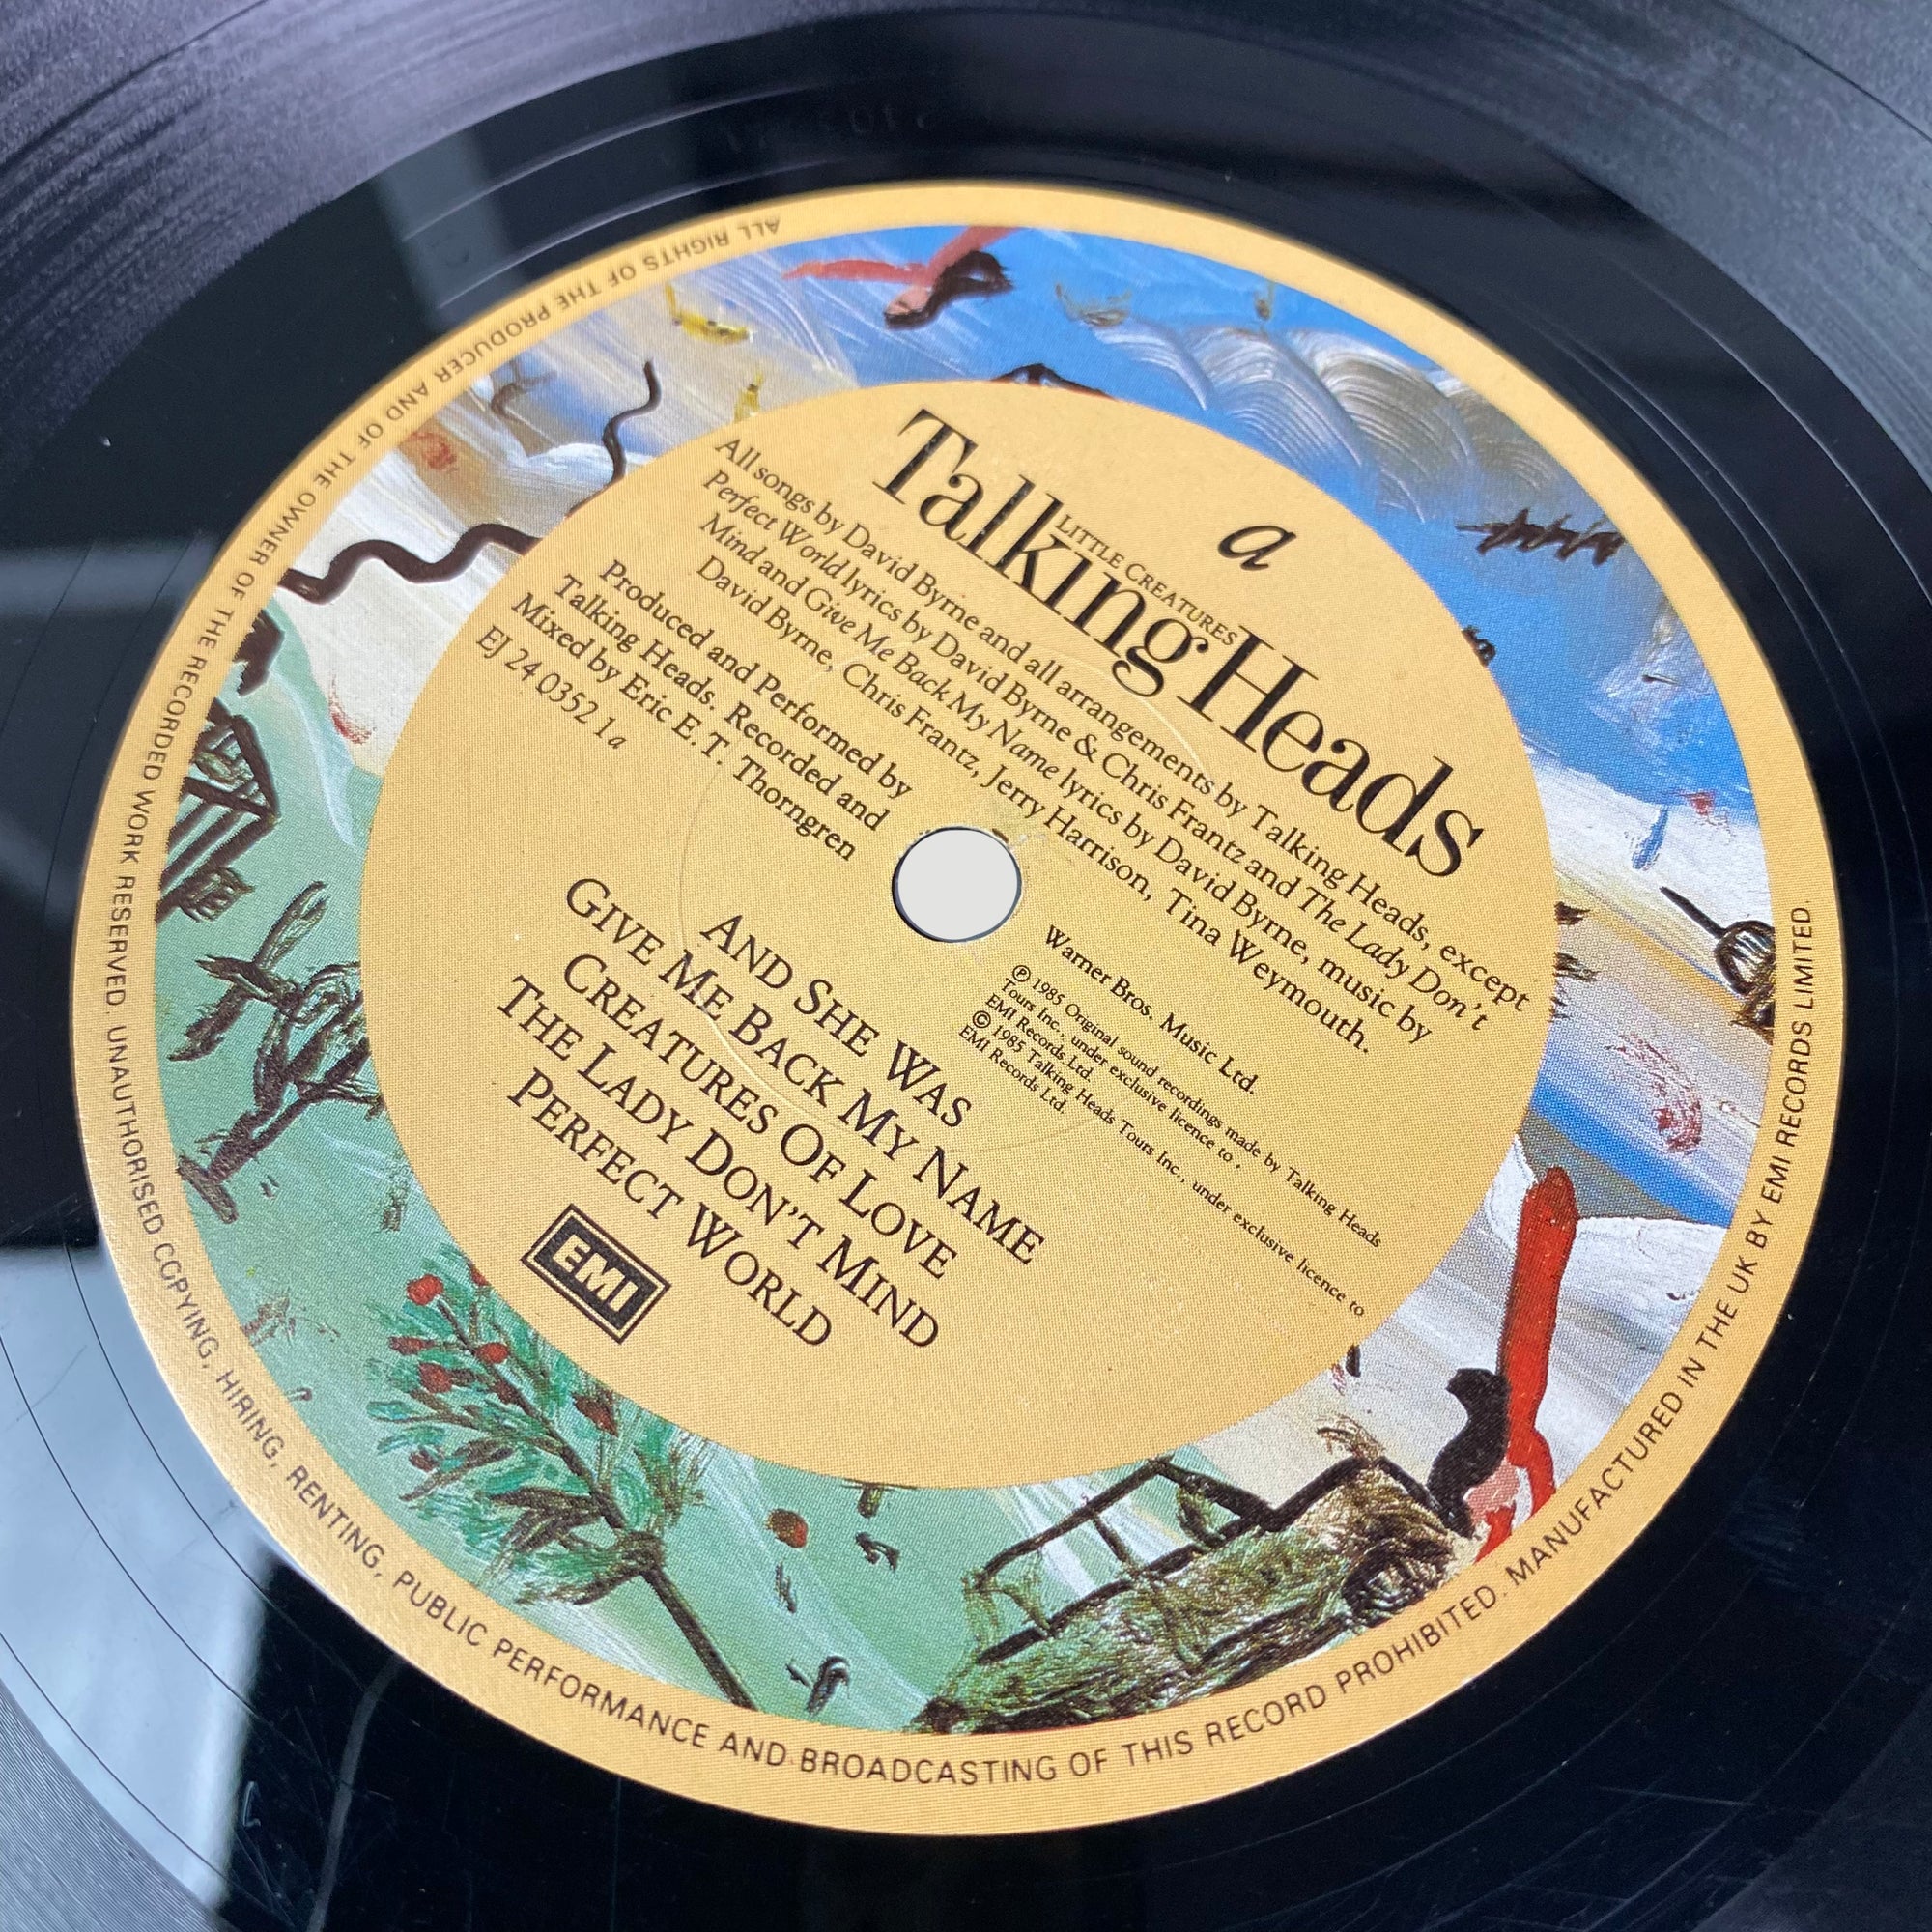 a
LITTLE CREATURES
Talking Heads
All songs by David Byrne and all arrangements by Talking Heads, except
Perfect World lyrics by David Byrne & Chris Frantz and The Lady Don't
Mind and Give Me Back My Name lyrics by David Byrne, music by
David Byrne, Chris Frantz, Jerry Harrison, Tina Weymouth.
Produced and Performed by
Talking Heads. Recorded and
Mixed by Eric E.T. Thorngren
EJ 24 0352 1 a
Warner Bros. Music Ltd.
℗ 1985 Original sound recordings made by Talking Heads
Tours Inc., under exclusive licence to .
EMI Records Ltd.
© 1985 Talking Heads Tours Inc., under exclusive licence to
EMI Records Ltd.
AND SHE WAS
GIVE ME BACK MY NAME
CREATURES OF LOVE
THE LADY DON'T MIND
PERFECT WORLD
EMI
ALL RIGHTS OF THE PRODUCER AND OF THE OWNER OF THE RECORDED WORK RESERVED. UNAUTHORISED COPYING, HIRING, RENTING, PUBLIC PERFORMANCE AND BROADCASTING OF THIS RECORD PROHIBITED. MANUFACTURED IN THE UK BY EMI RECORDS LIMITED.